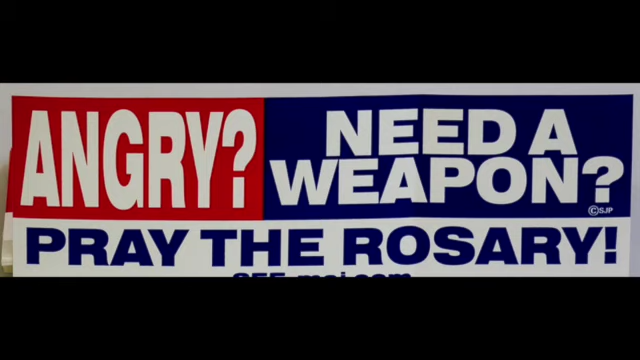 ANGRY?
NEED A
WEAPON?
©SJP
PRAY THE ROSARY!